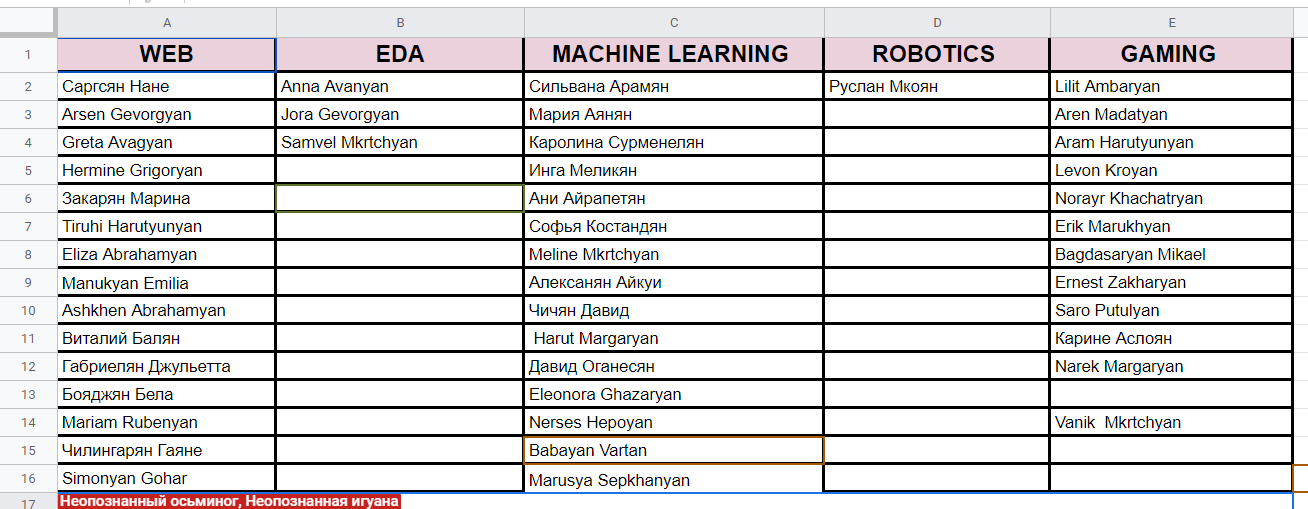 A B C D E
1 WEB EDA MACHINE LEARNING ROBOTICS GAMING
2 Саргсян Нане Anna Avanyan Сильвана Арамян Руслан Мкоян Lilit Ambaryan
3 Arsen Gevorgyan Jora Gevorgyan Мария Аянян Aren Madatyan
4 Greta Avagyan Samvel Mkrtchyan Каролина Сурменелян Aram Harutyunyan
5 Hermine Grigoryan Инга Меликян Levon Kroyan
6 Закарян Марина Ани Айрапетян Norayr Khachatryan
7 Tiruhi Harutyunyan Софья Костандян Erik Marukhyan
8 Eliza Abrahamyan Meline Mkrtchyan Bagdasaryan Mikael
9 Manukyan Emilia Алексанян Айкуи Ernest Zakharyan
10 Ashkhen Abrahamyan Чичян Давид Saro Putulyan
11 Виталий Балян Harut Margaryan Карине Аслоян
12 Габриелян Джульетта Давид Оганесян Narek Margaryan
13 Бояджян Бела Eleonora Ghazaryan
14 Mariam Rubenyan Nerses Hepoyan Vanik Mkrtchyan
15 Чилингарян Гаяне Babayan Vartan
16 Simonyan Gohar Marusya Sepkhanyan
17 Неопознанный осьминог, Неопознанная игуана